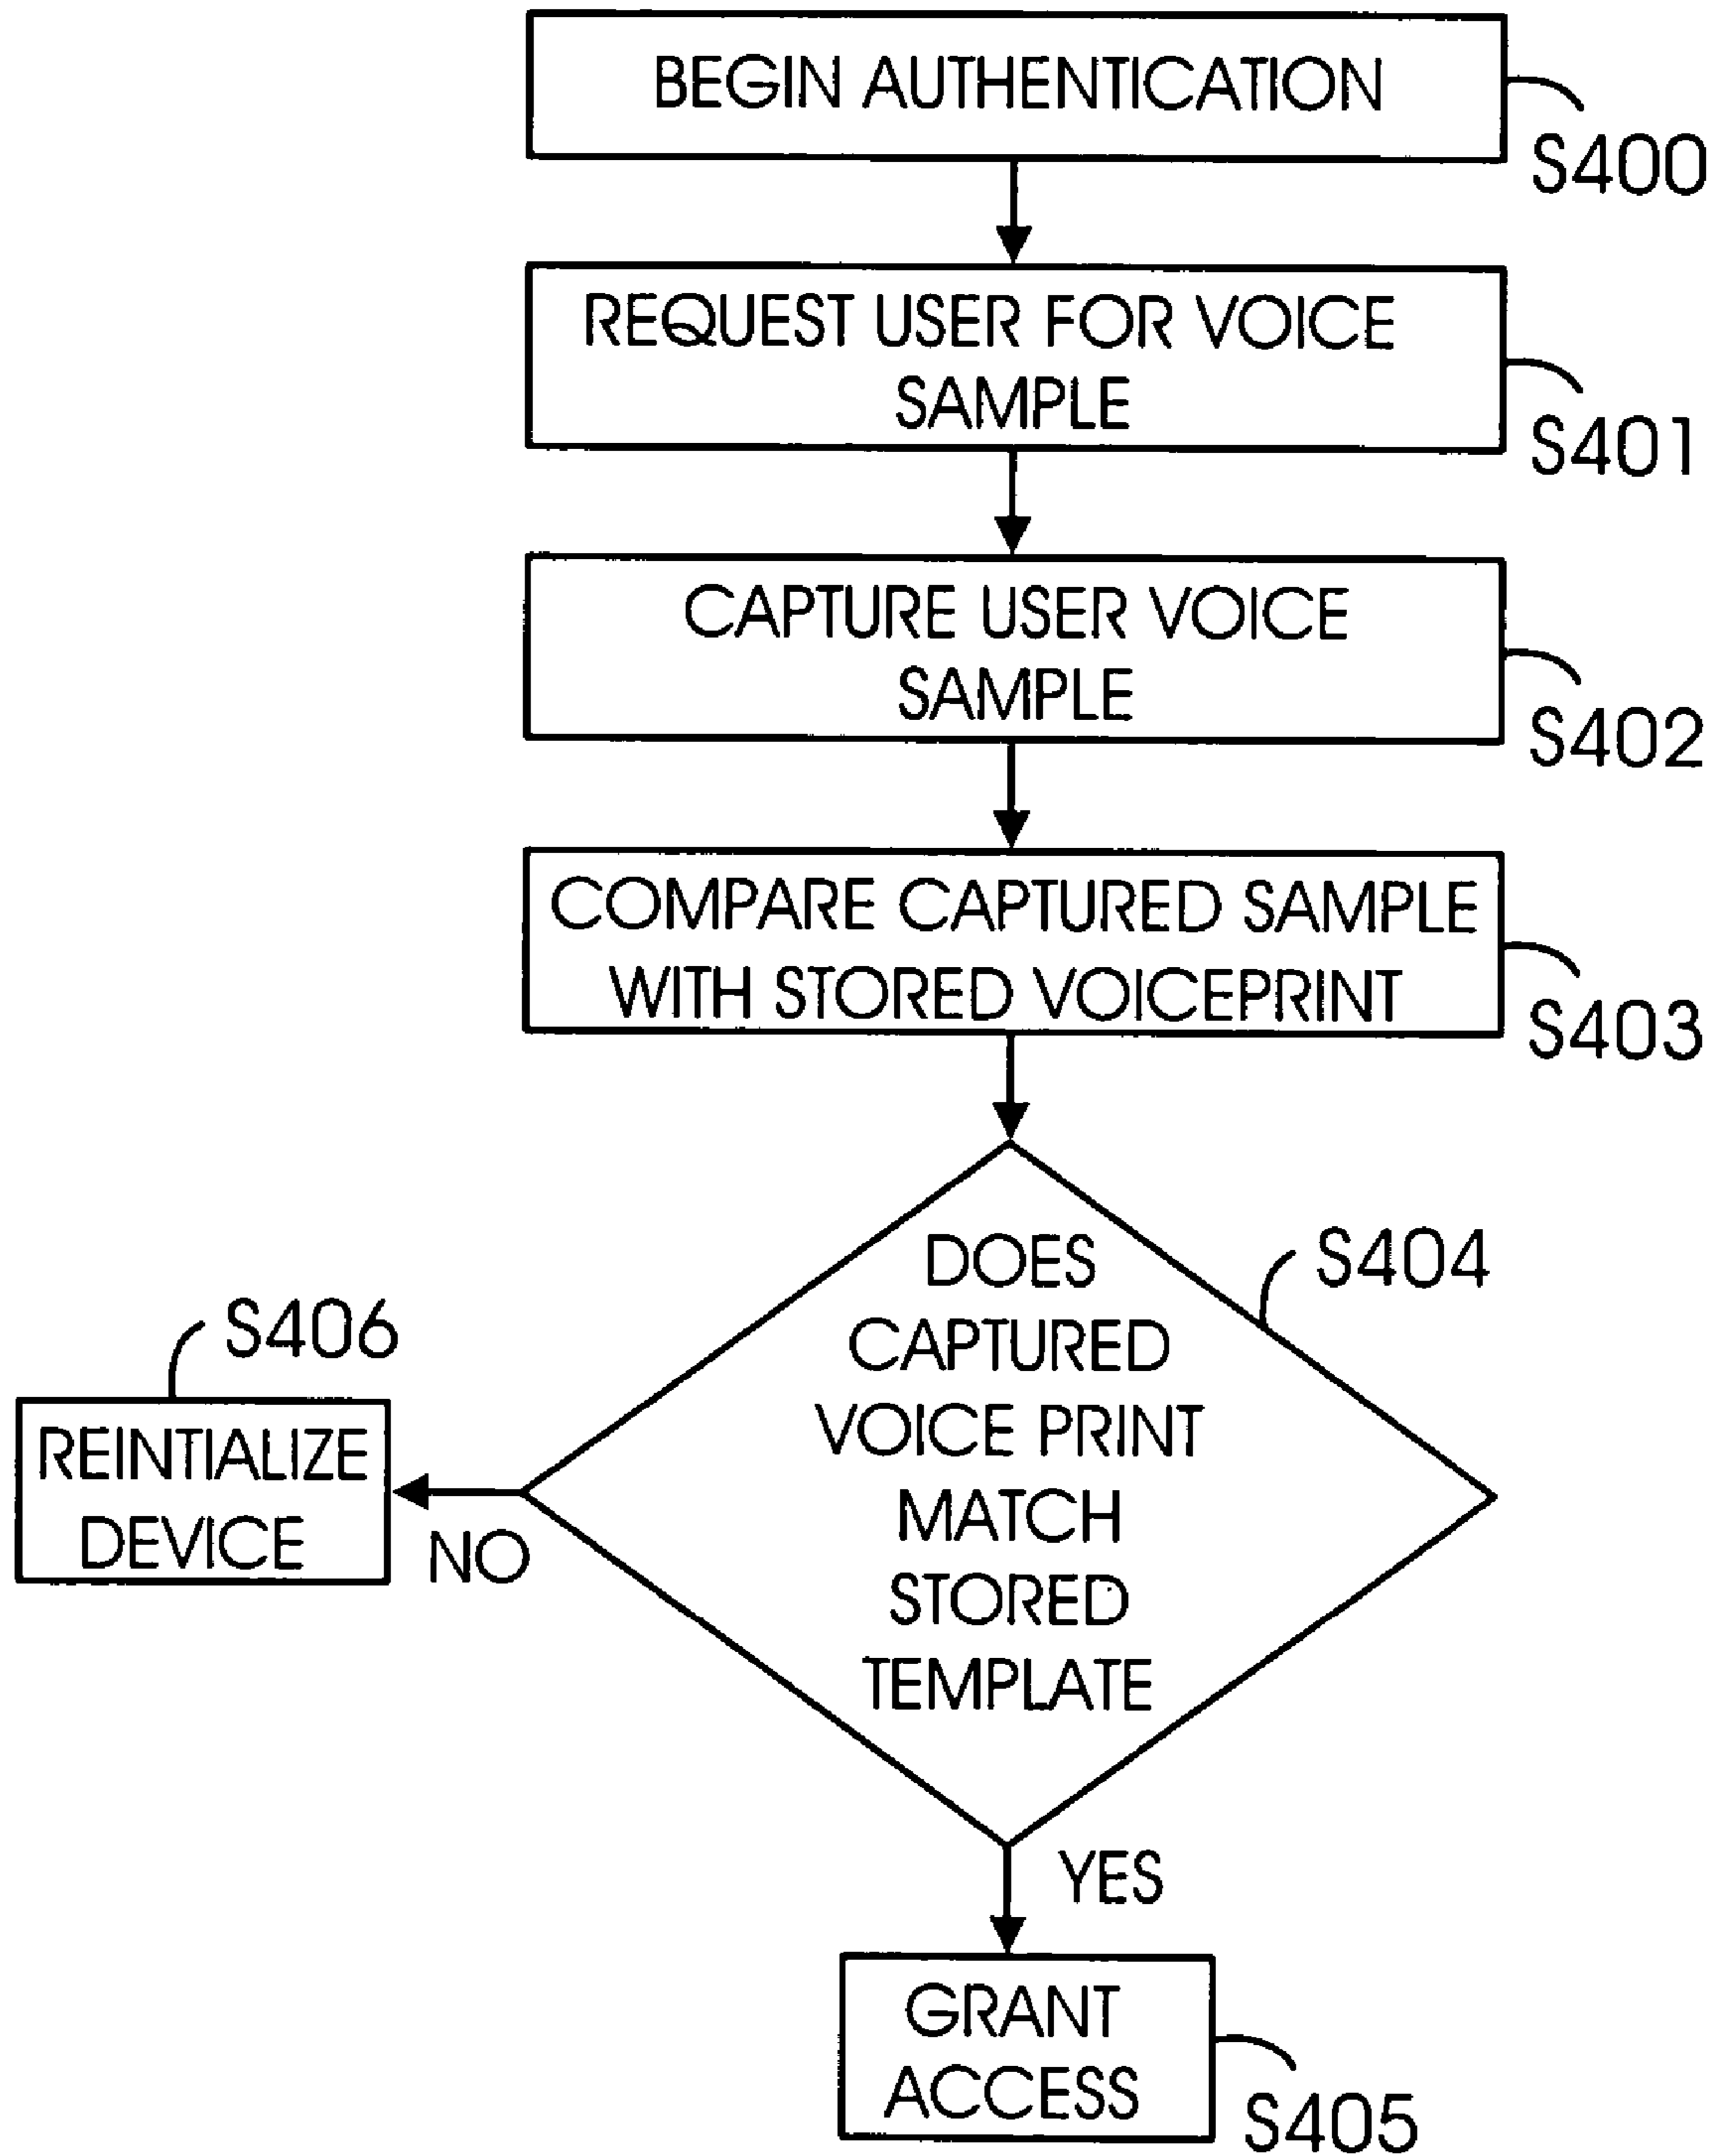 BEGIN AUTHENTICATION
S400
REQUEST USER FOR VOICE
SAMPLE
S401
CAPTURE USER VOICE
SAMPLE
S402
COMPARE CAPTURED SAMPLE
WITH STORED VOICEPRINT
S403
DOES
CAPTURED
VOICE PRINT
MATCH
STORED
TEMPLATE
S404
S406
REINTIALIZE
DEVICE
NO
YES
GRANT
ACCESS
S405